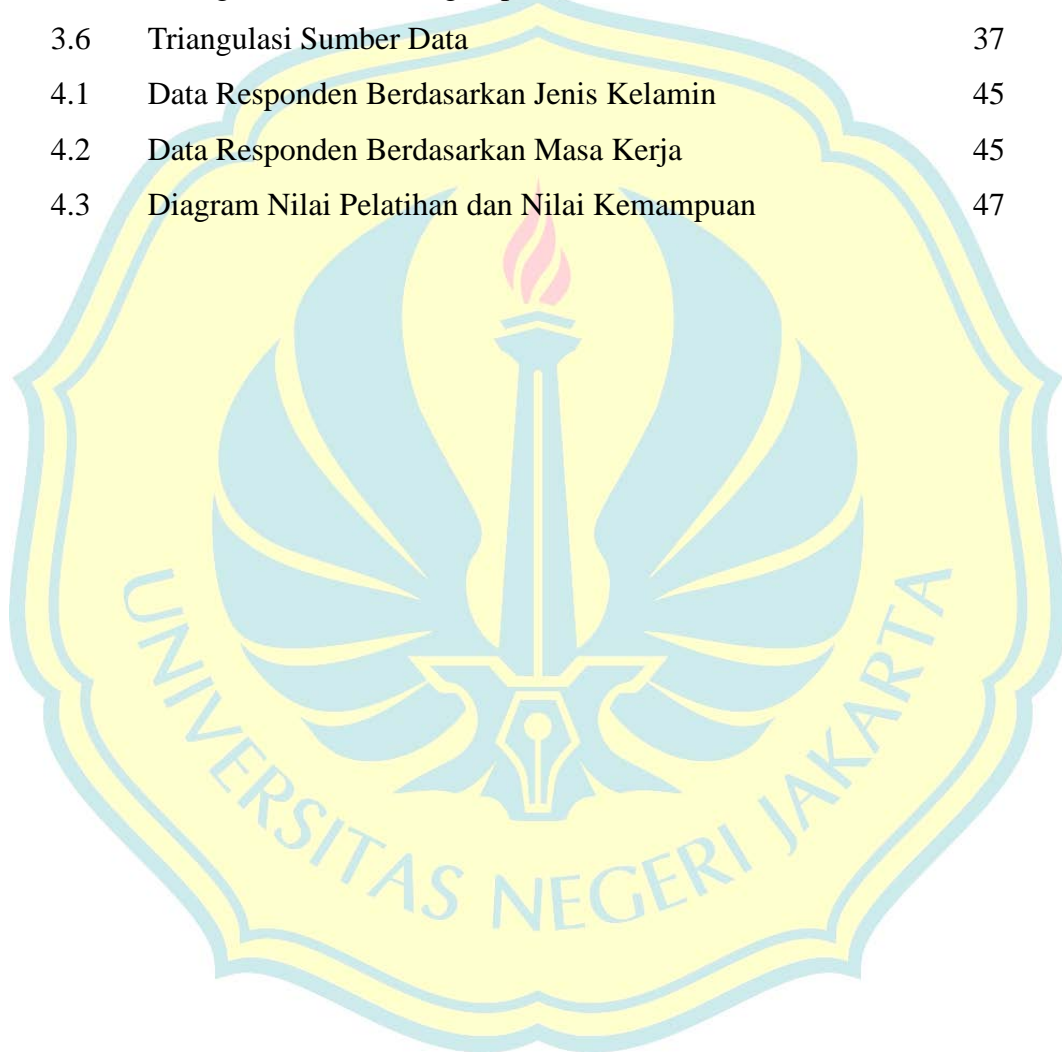 3.6 Triangulasi Sumber Data 37
4.1 Data Responden Berdasarkan Jenis Kelamin 45
4.2 Data Responden Berdasarkan Masa Kerja 45
4.3 Diagram Nilai Pelatihan dan Nilai Kemampuan 47
UNIVERSITAS NEGERI JAKARTA